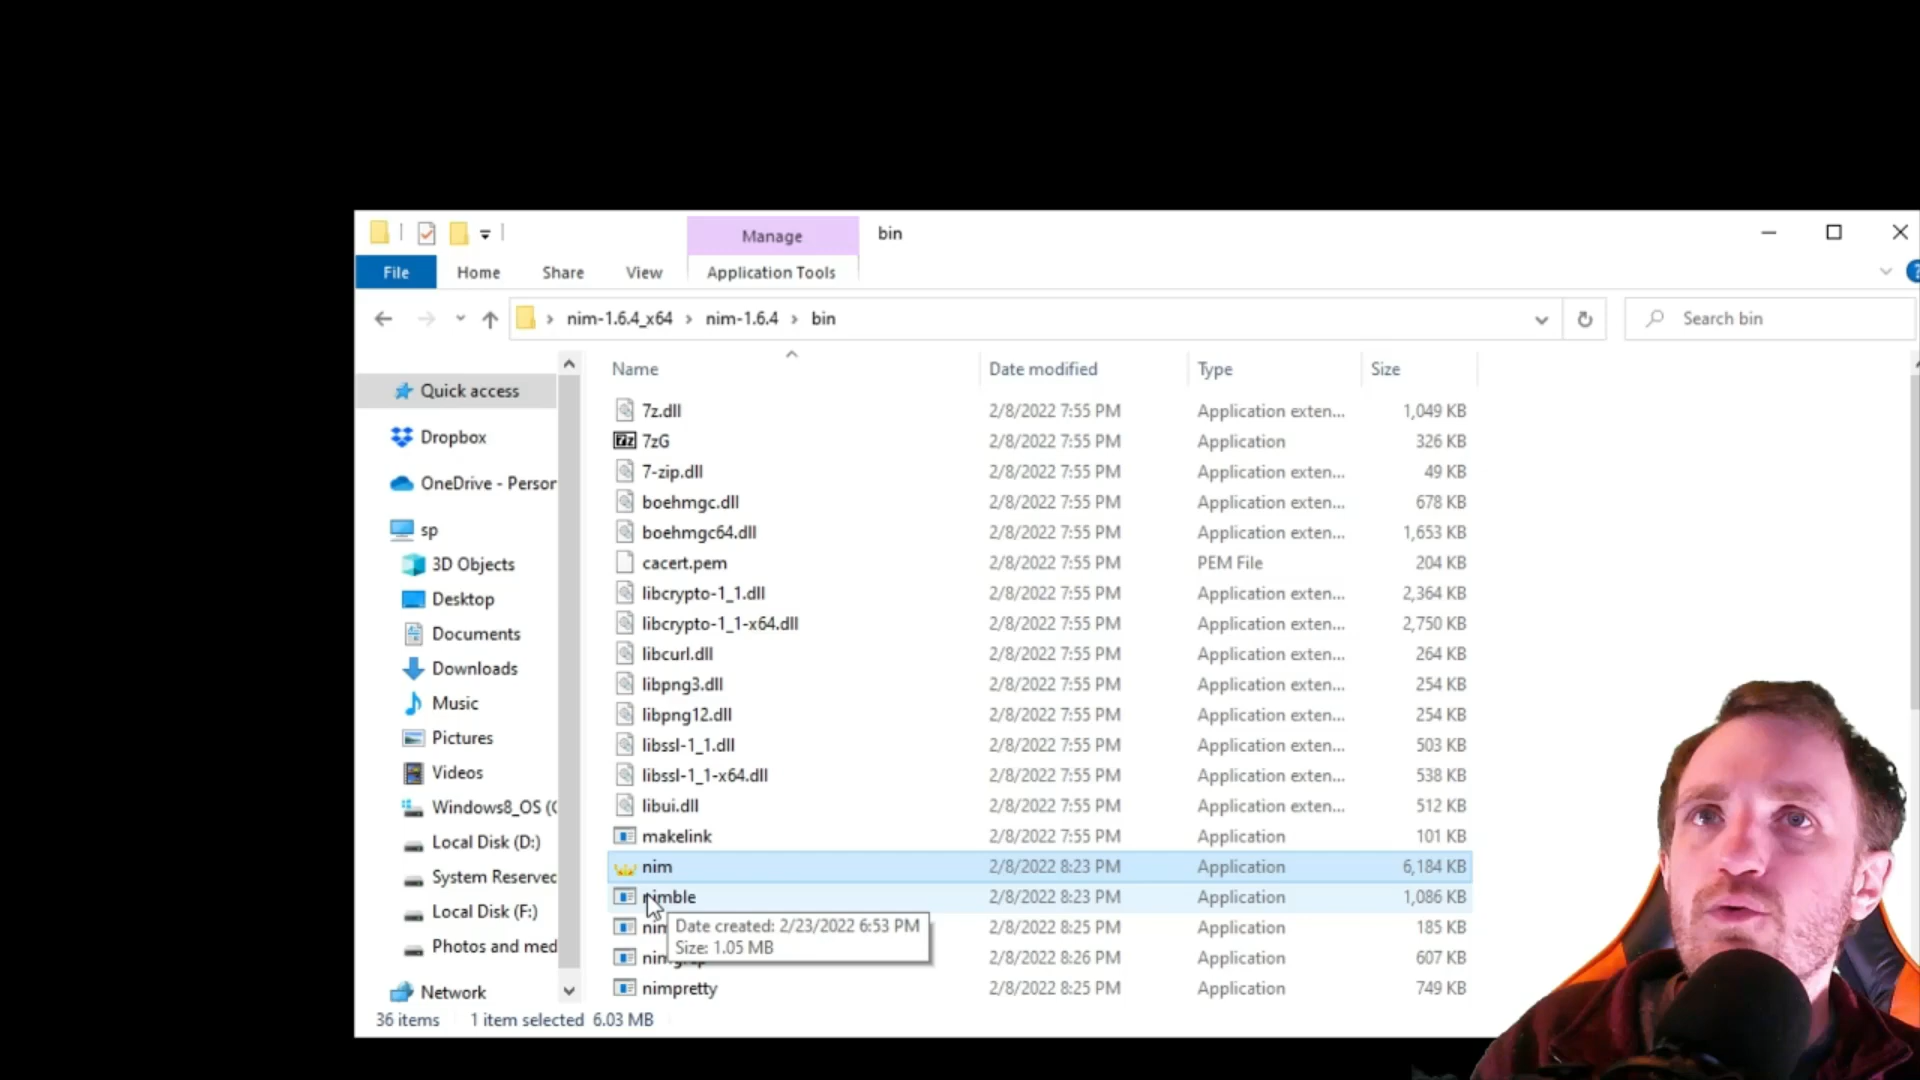 Manage
bin
File
Home
Share
View
Application Tools
nim-1.6.4_x64
nim-1.6.4
bin
Search bin
Quick access
Dropbox
OneDrive - Persor
sp
3D Objects
Desktop
Documents
Downloads
Music
Pictures
Videos
Windows8_OS (C
Local Disk (D:)
System Reserved
Local Disk (F:)
Photos and med
Network
Name Date modified Type Size
7z.dll 2/8/2022 7:55 PM Application exten... 1,049 KB
7zG 2/8/2022 7:55 PM Application 326 KB
7-zip.dll 2/8/2022 7:55 PM Application exten... 49 KB
boehmgc.dll 2/8/2022 7:55 PM Application exten... 678 KB
boehmgc64.dll 2/8/2022 7:55 PM Application exten... 1,653 KB
cacert.pem 2/8/2022 7:55 PM PEM File 204 KB
libcrypto-1_1.dll 2/8/2022 7:55 PM Application exten... 2,364 KB
libcrypto-1_1-x64.dll 2/8/2022 7:55 PM Application exten... 2,750 KB
libcurl.dll 2/8/2022 7:55 PM Application exten... 264 KB
libpng3.dll 2/8/2022 7:55 PM Application exten... 254 KB
libpng12.dll 2/8/2022 7:55 PM Application exten... 254 KB
libssl-1_1.dll 2/8/2022 7:55 PM Application exten... 503 KB
libssl-1_1-x64.dll 2/8/2022 7:55 PM Application exten... 538 KB
libui.dll 2/8/2022 7:55 PM Application exten... 512 KB
makelink 2/8/2022 7:55 PM Application 101 KB
nim 2/8/2022 8:23 PM Application 6,184 KB
nimble 2/8/2022 8:23 PM Application 1,086 KB
2/8/2022 8:25 PM Application 185 KB
2/8/2022 8:26 PM Application 607 KB
nimpretty 2/8/2022 8:25 PM Application 749 KB
Date created: 2/23/2022 6:53 PM
Size: 1.05 MB
36 items 1 item selected 6.03 MB